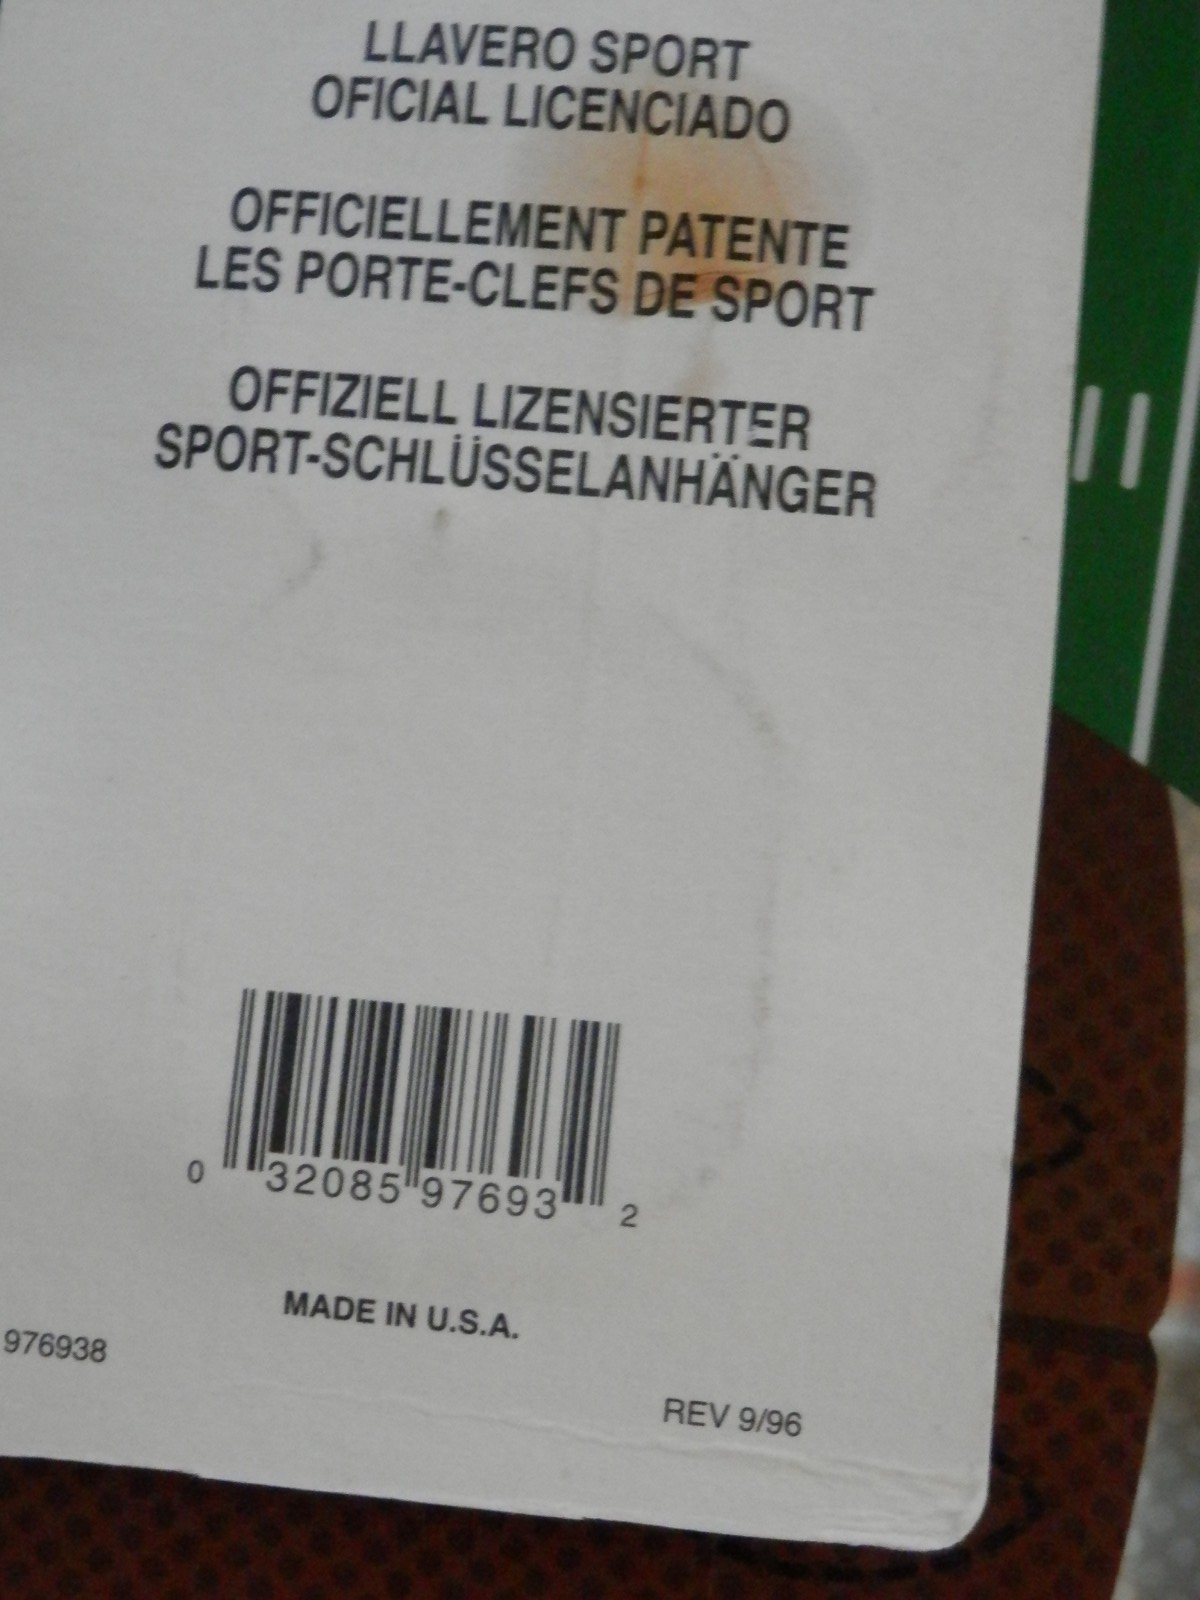 LLAVERO SPORT
OFICIAL LICENCIADO
OFFICIELLEMENT PATENTE
LES PORTE-CLEFS DE SPORT
OFFIZIELL LIZENSIERTER
SPORT-SCHLÜSSELANHÄNGER
0 32085 97693 2
MADE IN U.S.A.
976938
REV 9/96